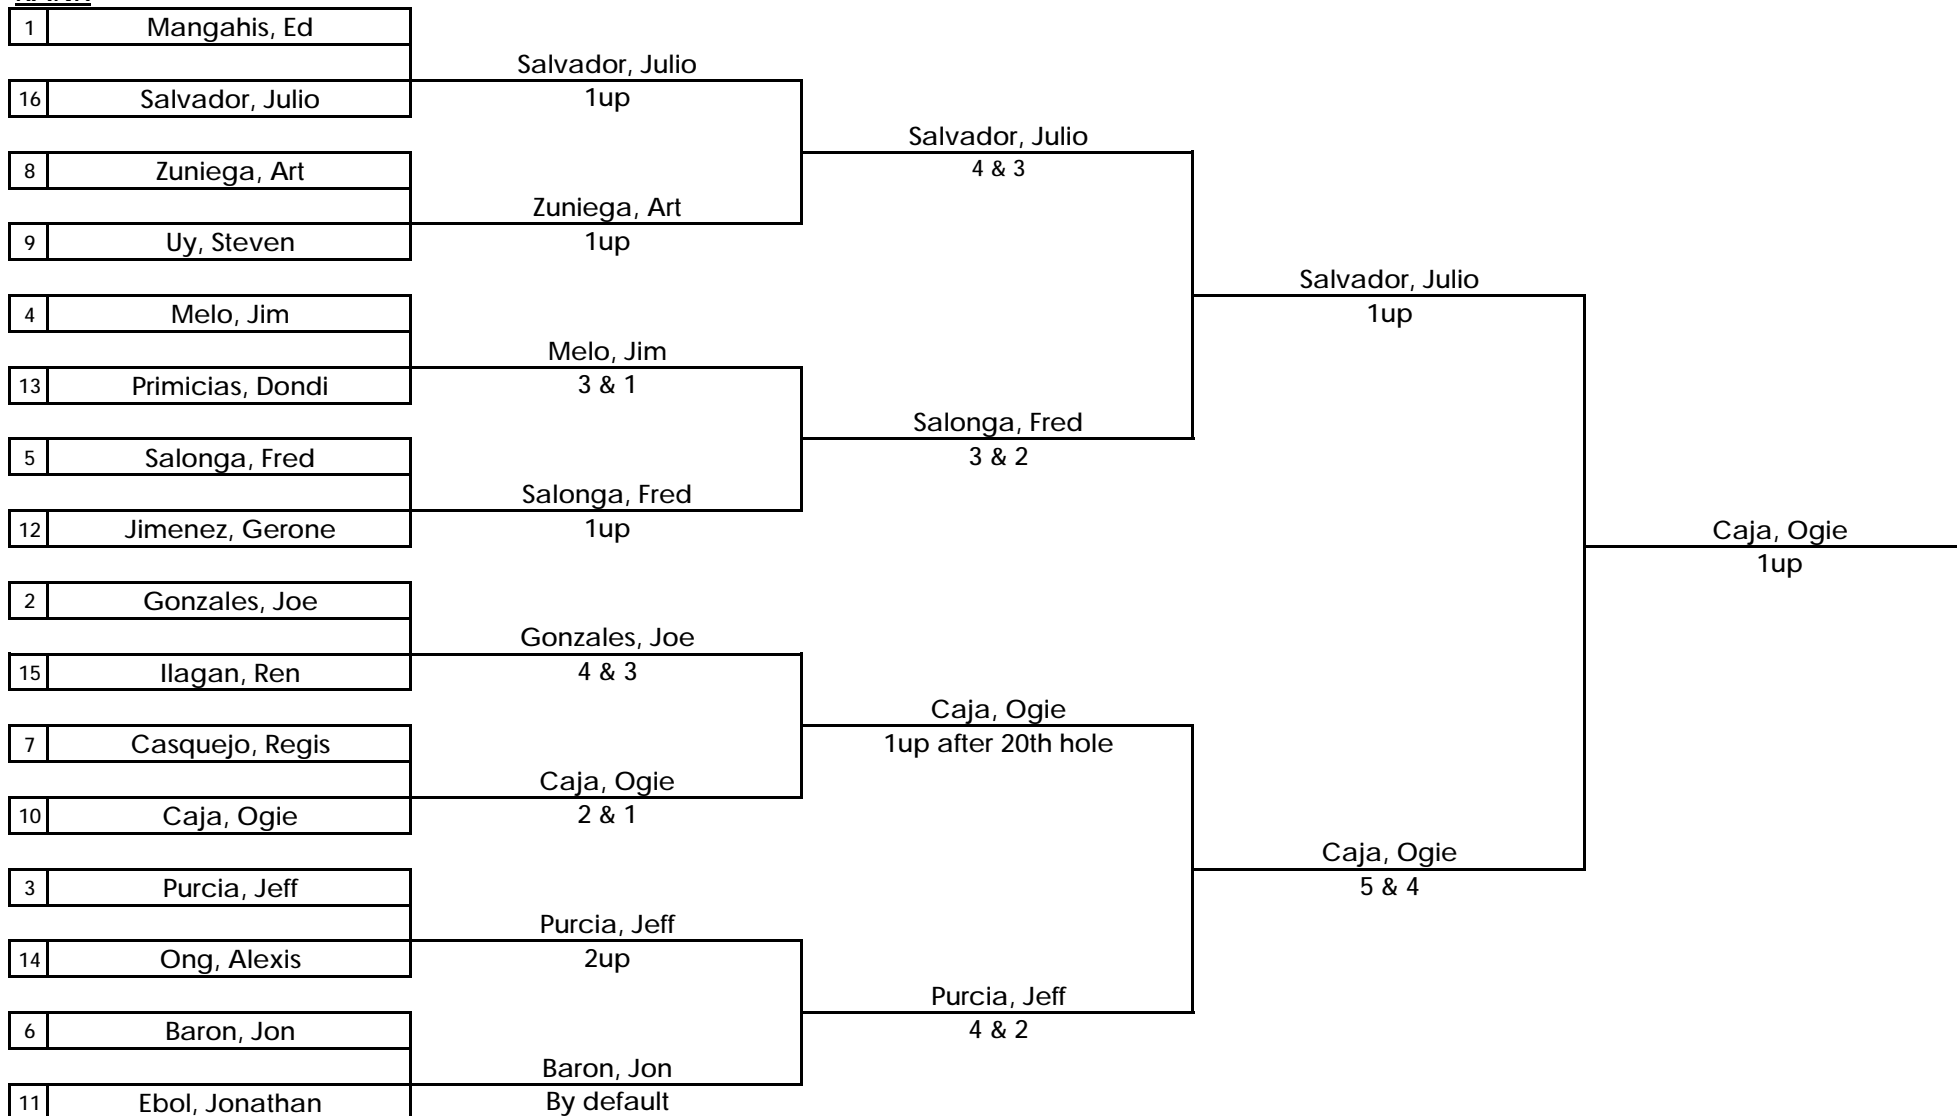 1 Mangahis, Ed
Salvador, Julio
16 Salvador, Julio
1up
Salvador, Julio
8 Zuniega, Art
4 & 3
Zuniega, Art
9 Uy, Steven
1up
Salvador, Julio
4 Melo, Jim
1up
Melo, Jim
13 Primicias, Dondi
3 & 1
Salonga, Fred
5 Salonga, Fred
3 & 2
Salonga, Fred
12 Jimenez, Gerone
1up
Caja, Ogie
1up
2 Gonzales, Joe
Gonzales, Joe
15 Ilagan, Ren
4 & 3
Caja, Ogie
7 Casquejo, Regis
1up after 20th hole
Caja, Ogie
10 Caja, Ogie
2 & 1
Caja, Ogie
3 Purcia, Jeff
5 & 4
Purcia, Jeff
14 Ong, Alexis
2up
Purcia, Jeff
6 Baron, Jon
4 & 2
Baron, Jon
11 Ebol, Jonathan
By default